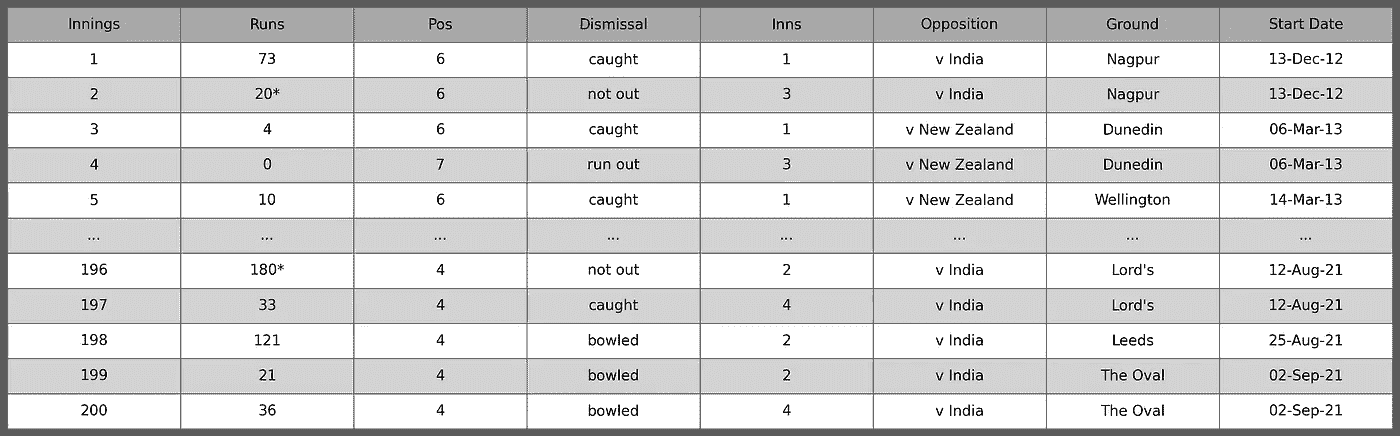 Innings Runs Pos Dismissal Inns Opposition Ground Start Date
1 73 6 caught 1 v India Nagpur 13-Dec-12
2 20* 6 not out 3 v India Nagpur 13-Dec-12
3 4 6 caught 1 v New Zealand Dunedin 06-Mar-13
4 0 7 run out 3 v New Zealand Dunedin 06-Mar-13
5 10 6 caught 1 v New Zealand Wellington 14-Mar-13
... ... ... ... ... ... ... ...
196 180* 4 not out 2 v India Lord's 12-Aug-21
197 33 4 caught 4 v India Lord's 12-Aug-21
198 121 4 bowled 2 v India Leeds 25-Aug-21
199 21 4 bowled 2 v India The Oval 02-Sep-21
200 36 4 bowled 4 v India The Oval 02-Sep-21